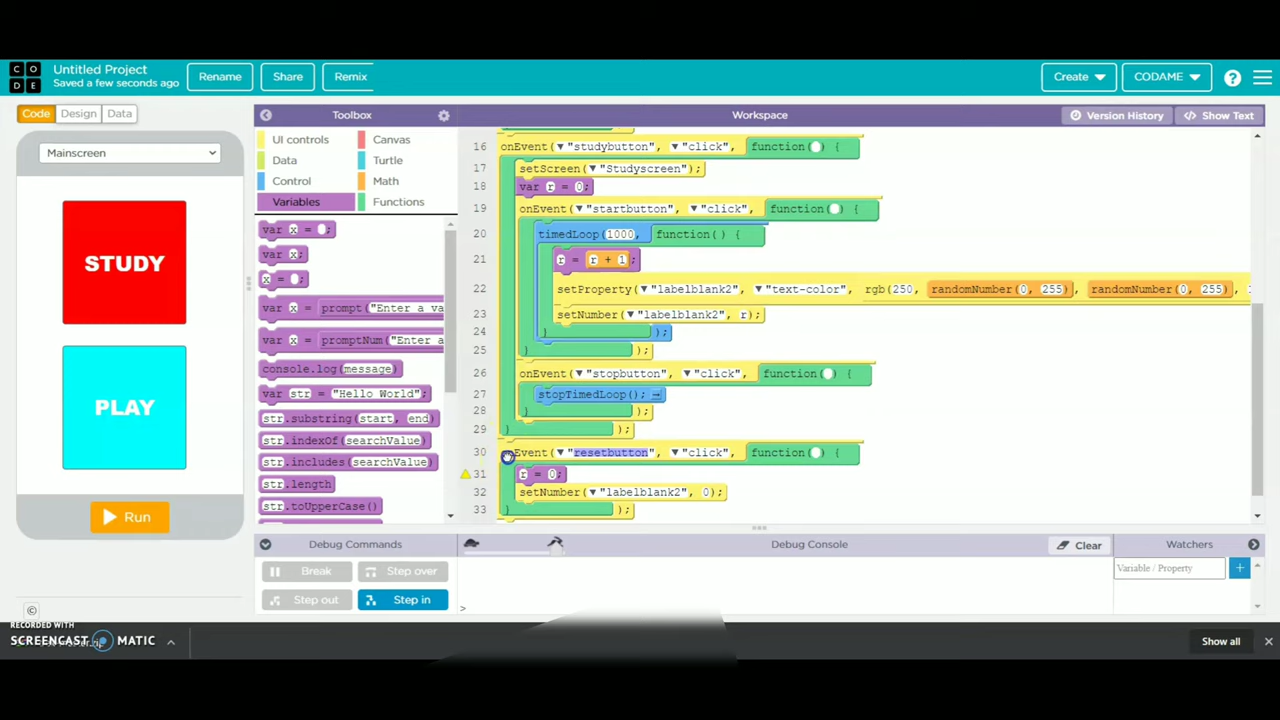 C O D E
Untitled Project
Saved a few seconds ago
Rename
Share
Remix
Create
CODAME
?
Code
Design
Data
Toolbox
Workspace
Version History
</> Show Text
Mainscreen
STUDY
PLAY
Run
UI controls
Canvas
Data
Turtle
Control
Math
Variables
Functions
var x = 0;
var x;
x = 0;
var x = prompt("Enter a va
var x = promptNum("Enter a
console.log(message)
var str = "Hello World";
str.substring(start, end)
str.indexOf(searchValue)
str.includes(searchValue)
str.length
str.toUpperCase()
16 onEvent( "studybutton", "click", function( ) {
17 setScreen("Studyscreen");
18 var r = 0;
19 onEvent( "startbutton", "click", function( ) {
20 timedLoop(1000, function() {
21 r = r + 1;
22 setProperty( "labelblank2", "text-color", rgb(250, randomNumber(0, 255), randomNumber(0, 255),
23 setNumber( "labelblank2", r);
24 } );
25 } );
26 onEvent( "stopbutton", "click", function( ) {
27 stopTimedLoop(); →
28 } );
29 } );
30 Event( "resetbutton", "click", function( ) {
31 r = 0;
32 setNumber( "labelblank2", 0);
33 } );
Debug Commands
Debug Console
Clear
Watchers
Break
Step over
Step out
Step in
Variable / Property
+
>
©
RECORDED WITH
SCREENCAST MATIC
Show all